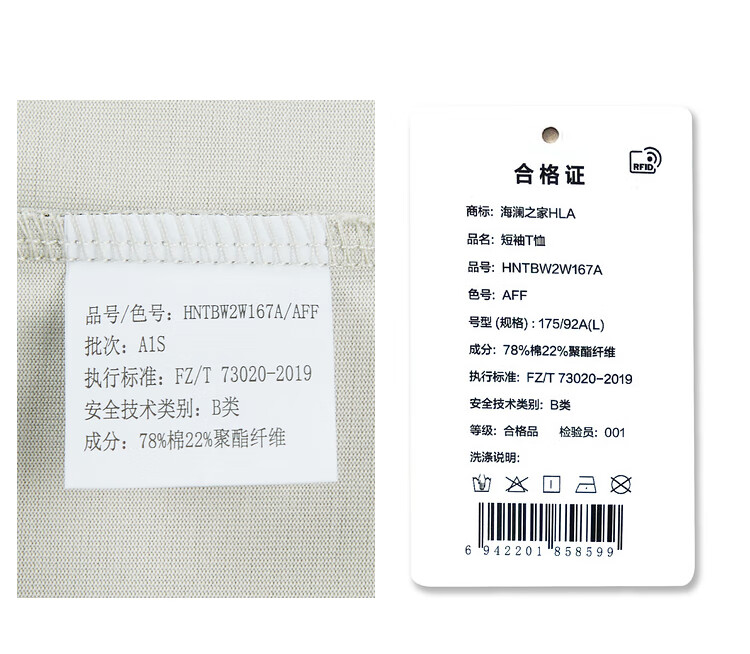 品号/色号: HNTBW2W167A/AFF
批次: A1S
执行标准: FZ/T 73020-2019
安全技术类别: B类
成分: 78%棉22%聚酯纤维
RFID
合格证
商标: 海澜之家HLA
品名: 短袖T恤
品号: HNTBW2W167A
色号: AFF
号型 (规格) : 175/92A(L)
成分: 78%棉22%聚酯纤维
执行标准: FZ/T 73020-2019
安全技术类别: B类
等级: 合格品 检验员: 001
洗涤说明:
6 942201 858599